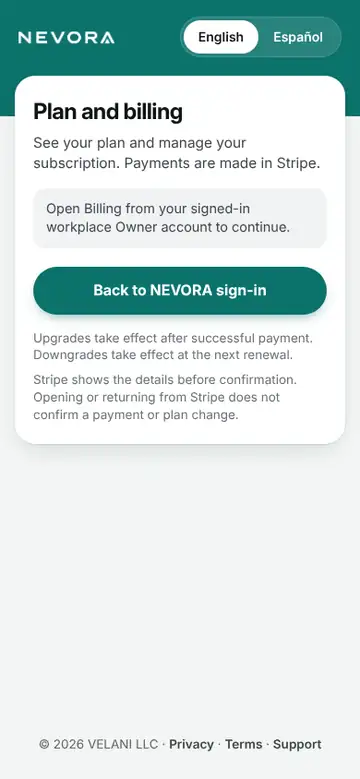 NEVORA
English Español
Plan and billing
See your plan and manage your
subscription. Payments are made in Stripe.
Open Billing from your signed-in
workplace Owner account to continue.
Back to NEVORA sign-in
Upgrades take effect after successful payment.
Downgrades take effect at the next renewal.
Stripe shows the details before confirmation.
Opening or returning from Stripe does not
confirm a payment or plan change.
© 2026 VELANI LLC · Privacy · Terms · Support